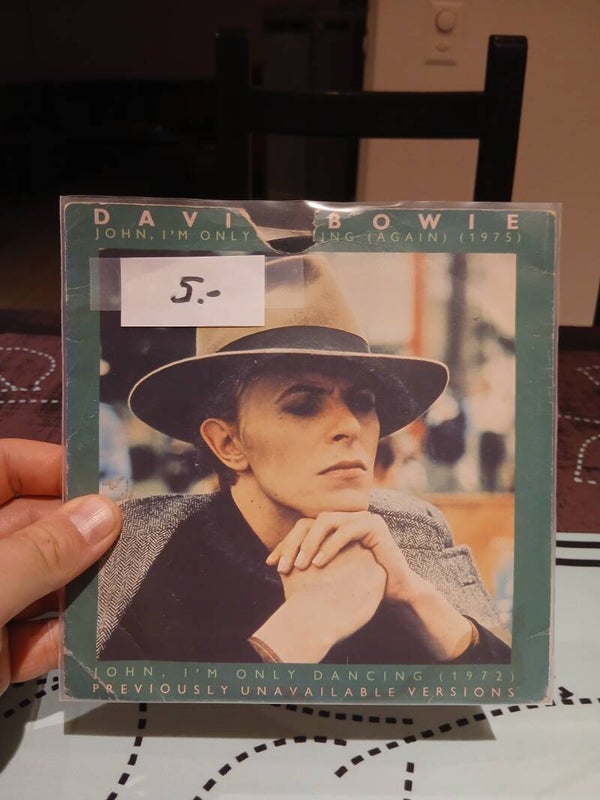 DAVI BOWIE
JOHN, I'M ONLY ING (AGAIN) (1975)
5.-
JOHN, I'M ONLY DANCING (1972)
PREVIOUSLY UNAVAILABLE VERSIONS